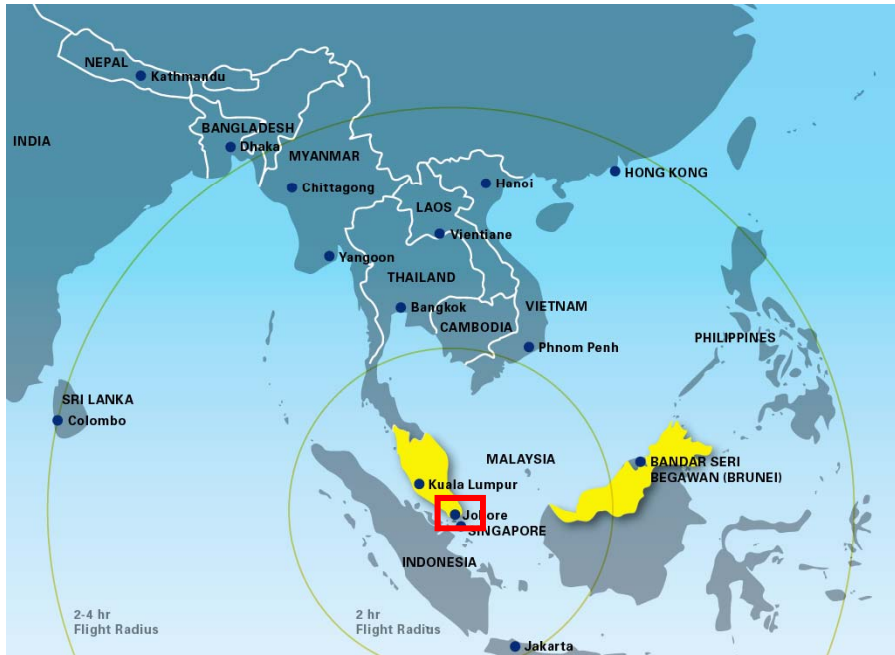 NEPAL
Kathmandu
INDIA
BANGLADESH
Dhaka
MYANMAR
Chittagong
Hanoi
HONG KONG
LAOS
Vientiane
Yangoon
THAILAND
Bangkok
VIETNAM
CAMBODIA
Phnom Penh
PHILIPPINES
SRI LANKA
Colombo
MALAYSIA
BANDAR SERI
BEGAWAN (BRUNEI)
Kuala Lumpur
Johore
SINGAPORE
INDONESIA
2-4 hr
Flight Radius
2 hr
Flight Radius
Jakarta